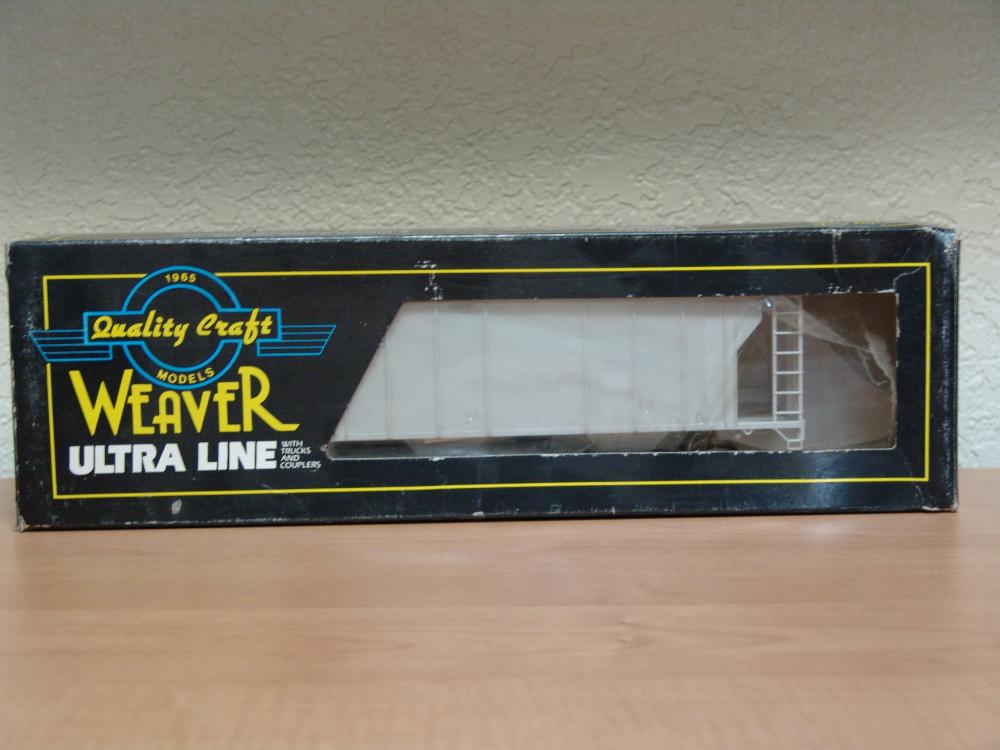 1965
Quality Craft
MODELS
WEAVER
ULTRA LINE
WITH
TRUCKS
AND
COUPLERS